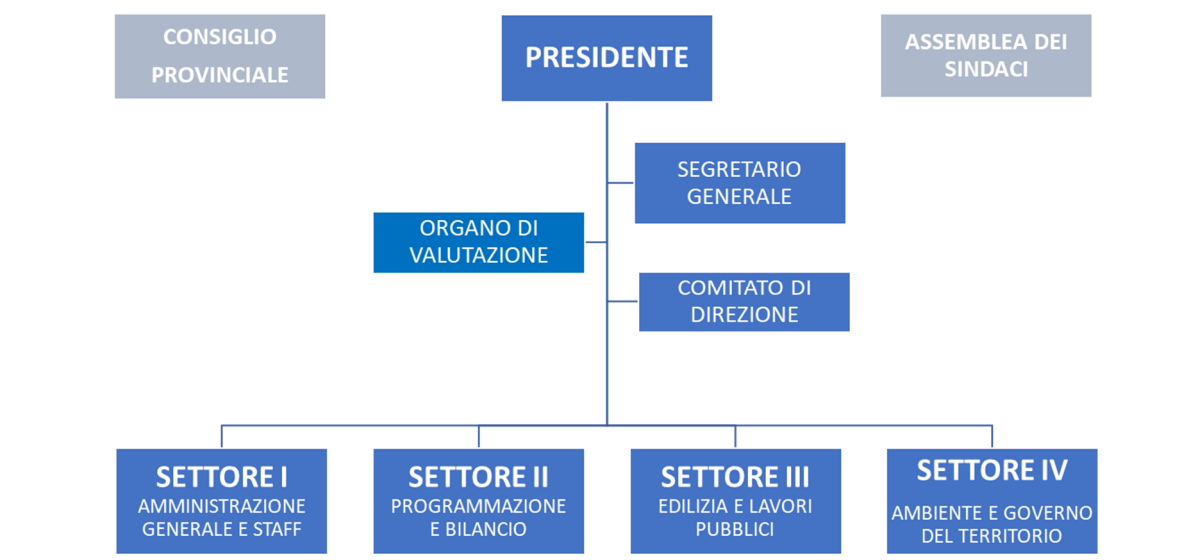 CONSIGLIO
PROVINCIALE
PRESIDENTE
ASSEMBLEA DEI
SINDACI
SEGRETARIO
GENERALE
ORGANO DI
VALUTAZIONE
COMITATO DI
DIREZIONE
SETTORE I
AMMINISTRAZIONE
GENERALE E STAFF
SETTORE II
PROGRAMMAZIONE
E BILANCIO
SETTORE III
EDILIZIA E LAVORI
PUBBLICI
SETTORE IV
AMBIENTE E GOVERNO
DEL TERRITORIO